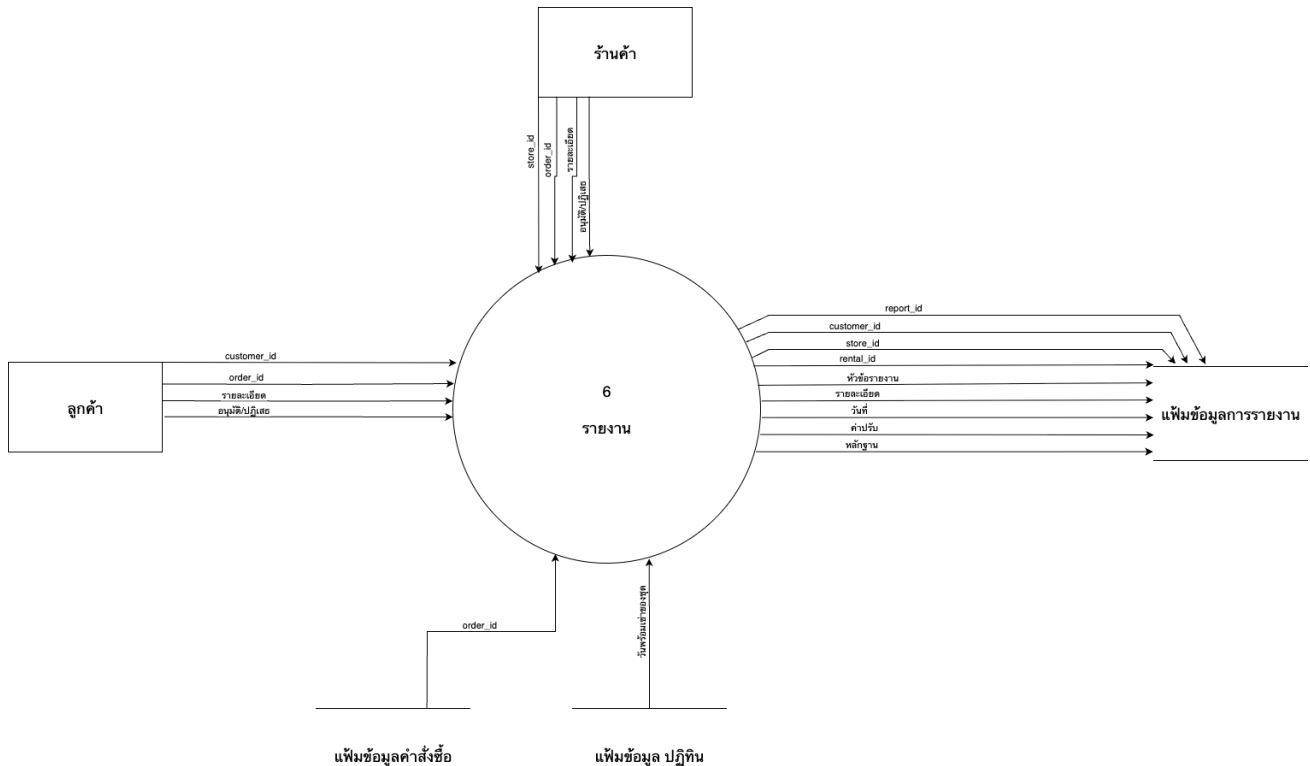 ร้านค้า
store_id
order_id
รายละเอียด
อนุมัติ/ปฏิเสธ
report_id
customer_id
store_id
rental_id
หัวข้อรายงาน
รายละเอียด
วันที่
ค่าปรับ
หลักฐาน
แฟ้มข้อมูลการรายงาน
customer_id
order_id
รายละเอียด
อนุมัติ/ปฏิเสธ
ลูกค้า
6
รายงาน
order_id
วันพร้อมเช่าของชุด
แฟ้มข้อมูลคำสั่งซื้อ
แฟ้มข้อมูล ปฏิทิน